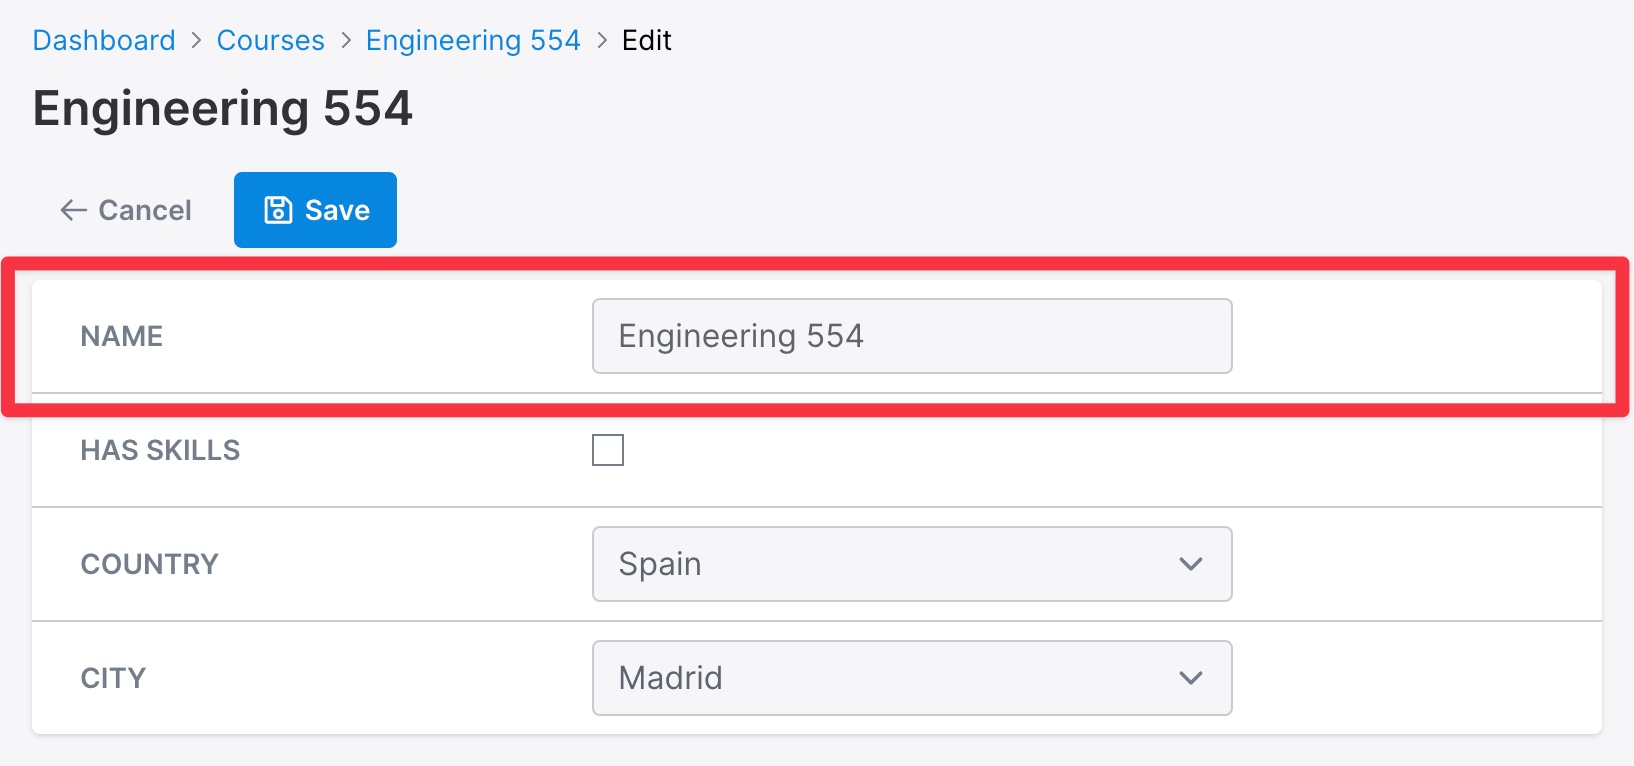 Dashboard > Courses > Engineering 554 > Edit
Engineering 554
← Cancel Save
NAME Engineering 554
HAS SKILLS
COUNTRY Spain
CITY Madrid